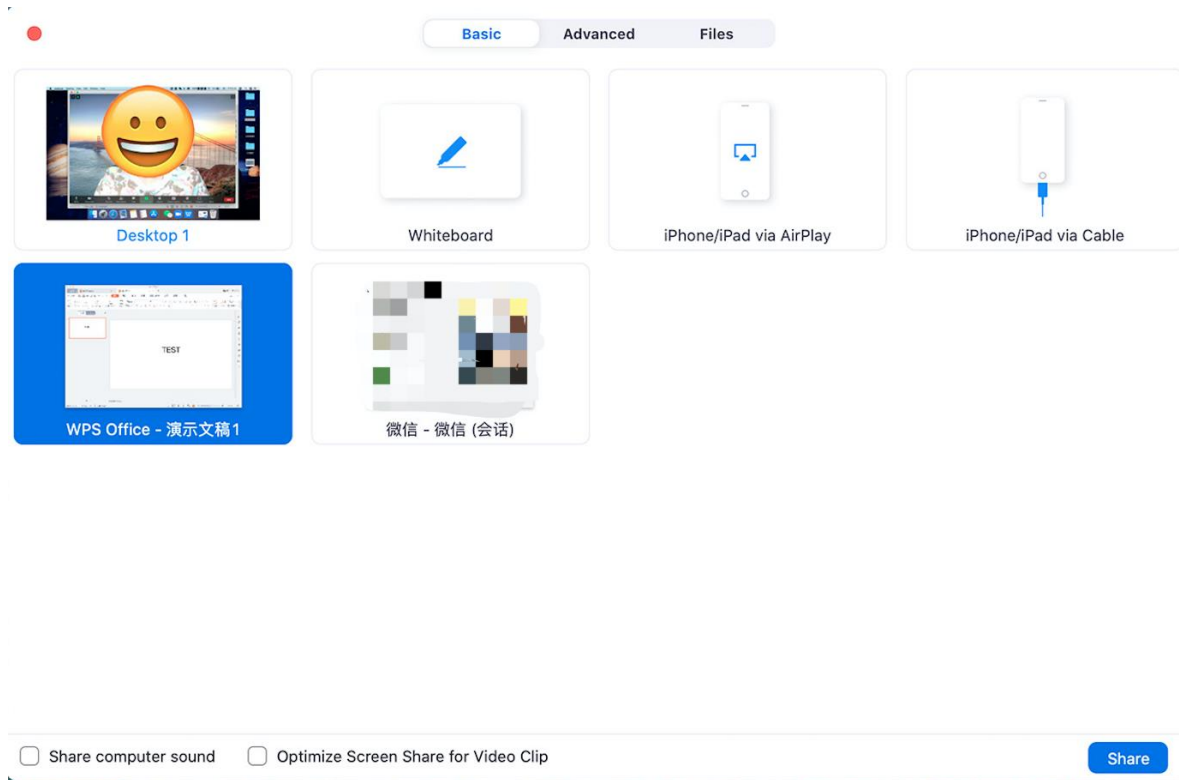 Basic Advanced Files
Desktop 1
Whiteboard
iPhone/iPad via AirPlay
iPhone/iPad via Cable
TEST
WPS Office - 演示文稿1
微信 - 微信 (会话)
Share computer sound
Optimize Screen Share for Video Clip
Share